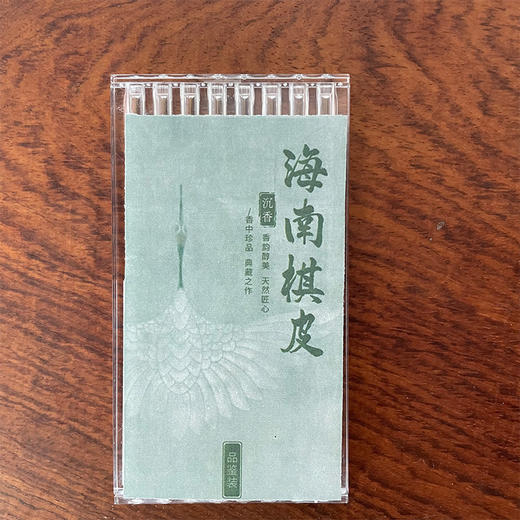 海南棋皮
沉香
香韵醇美 天然匠心
/香中珍品 典藏之作
品鉴装